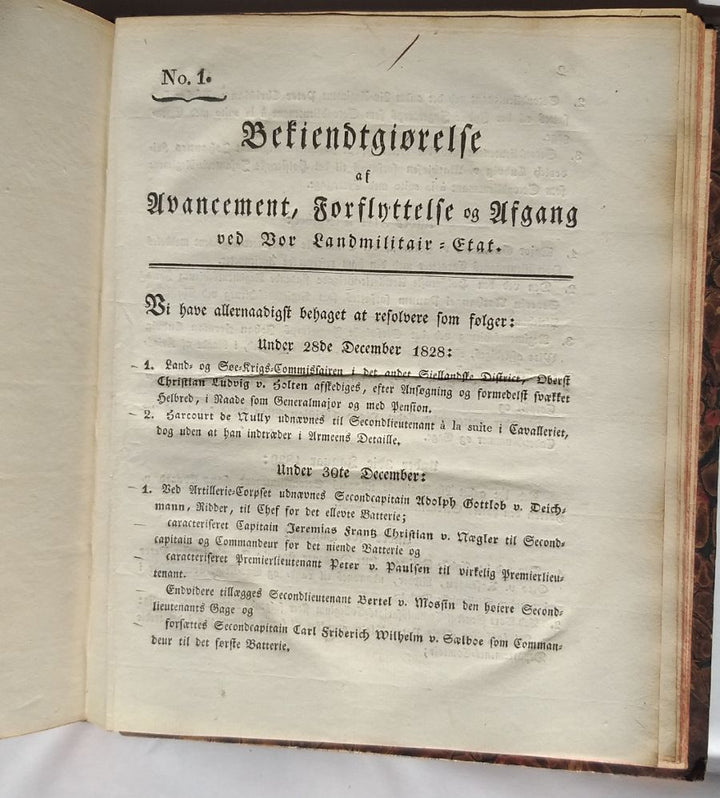 No. 1.
Bekiendtgiørelse
af
Avancement, Forflyttelse og Afgang
ved Vor Landmilitair-Etat.
Vi have allernaadigst behaget at resolvere som følger:
Under 28de December 1828:
1. Land- og Søe-Krigs-Commissairen i det andet Siellandske District, Oberst
Christian Ludvig v. Holten afskediges, efter Ansøgning og formedelst svækket
Helbred, i Naade som Generalmajor og med Pension.
2. Harcourt de Nully udnævnes til Secondlieutenant à la suite i Cavalleriet,
dog uden at han indtræder i Armeens Detaille.
Under 30te December:
1. Ved Artillerie-Corpset udnævnes Secondcapitain Adolph Gottlob v. Deich-
mann, Ridder, til Chef for det ellevte Batterie;
caracteriseret Capitain Jeremias Frantz Christian v. Nægler til Second-
capitain og Commandeur for det niende Batterie og
caracteriseret Premierlieutenant Peter v. Paulsen til virkelig Premierlieu-
tenant.
Endvidere tillægges Secondlieutenant Bertel v. Mossin den høiere Second-
lieutenants Gage og
forsættes Secondcapitain Carl Friderich Wilhelm v. Sælboe som Comman-
deur til det første Batterie.